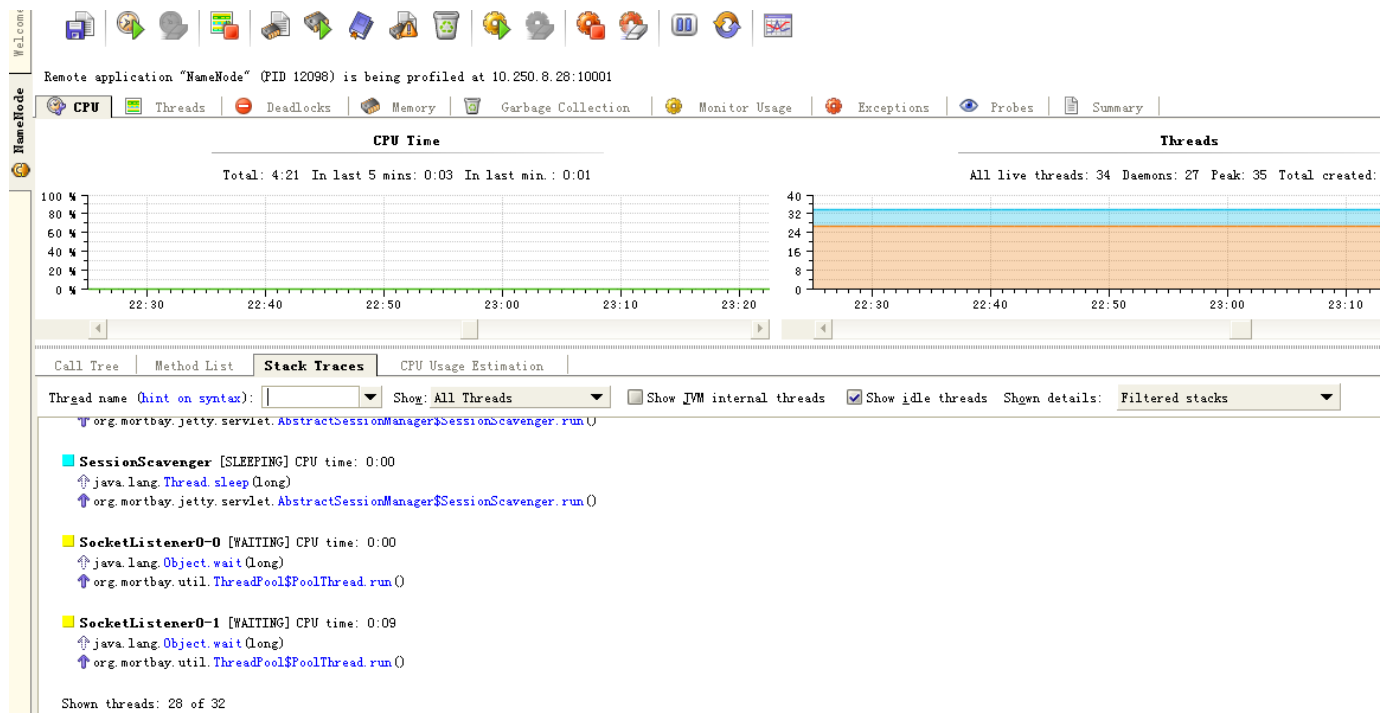 Welcome
NameNode
Remote application "NameNode" (PID 12098) is being profiled at 10.250.8.28:10001
CPU Threads Deadlocks Memory Garbage Collection Monitor Usage Exceptions Probes Summary
CPU Time
Total: 4:21 In last 5 mins: 0:03 In last min.: 0:01
100 %
80 %
60 %
40 %
20 %
0 %
22:30 22:40 22:50 23:00 23:10 23:20
Threads
All live threads: 34 Daemons: 27 Peak: 35 Total created:
40
32
24
16
8
0
22:30 22:40 22:50 23:00 23:10
Call Tree Method List Stack Traces CPU Usage Estimation
Thread name (hint on syntax): Show: All Threads Show JVM internal threads Show idle threads Shown details: Filtered stacks
org.mortbay.jetty.servlet.AbstractSessionManager$SessionScavenger.run()
SessionScavenger [SLEEPING] CPU time: 0:00
java.lang.Thread.sleep(long)
org.mortbay.jetty.servlet.AbstractSessionManager$SessionScavenger.run()
SocketListener0-0 [WAITING] CPU time: 0:00
java.lang.Object.wait(long)
org.mortbay.util.ThreadPool$PoolThread.run()
SocketListener0-1 [WAITING] CPU time: 0:09
java.lang.Object.wait(long)
org.mortbay.util.ThreadPool$PoolThread.run()
Shown threads: 28 of 32